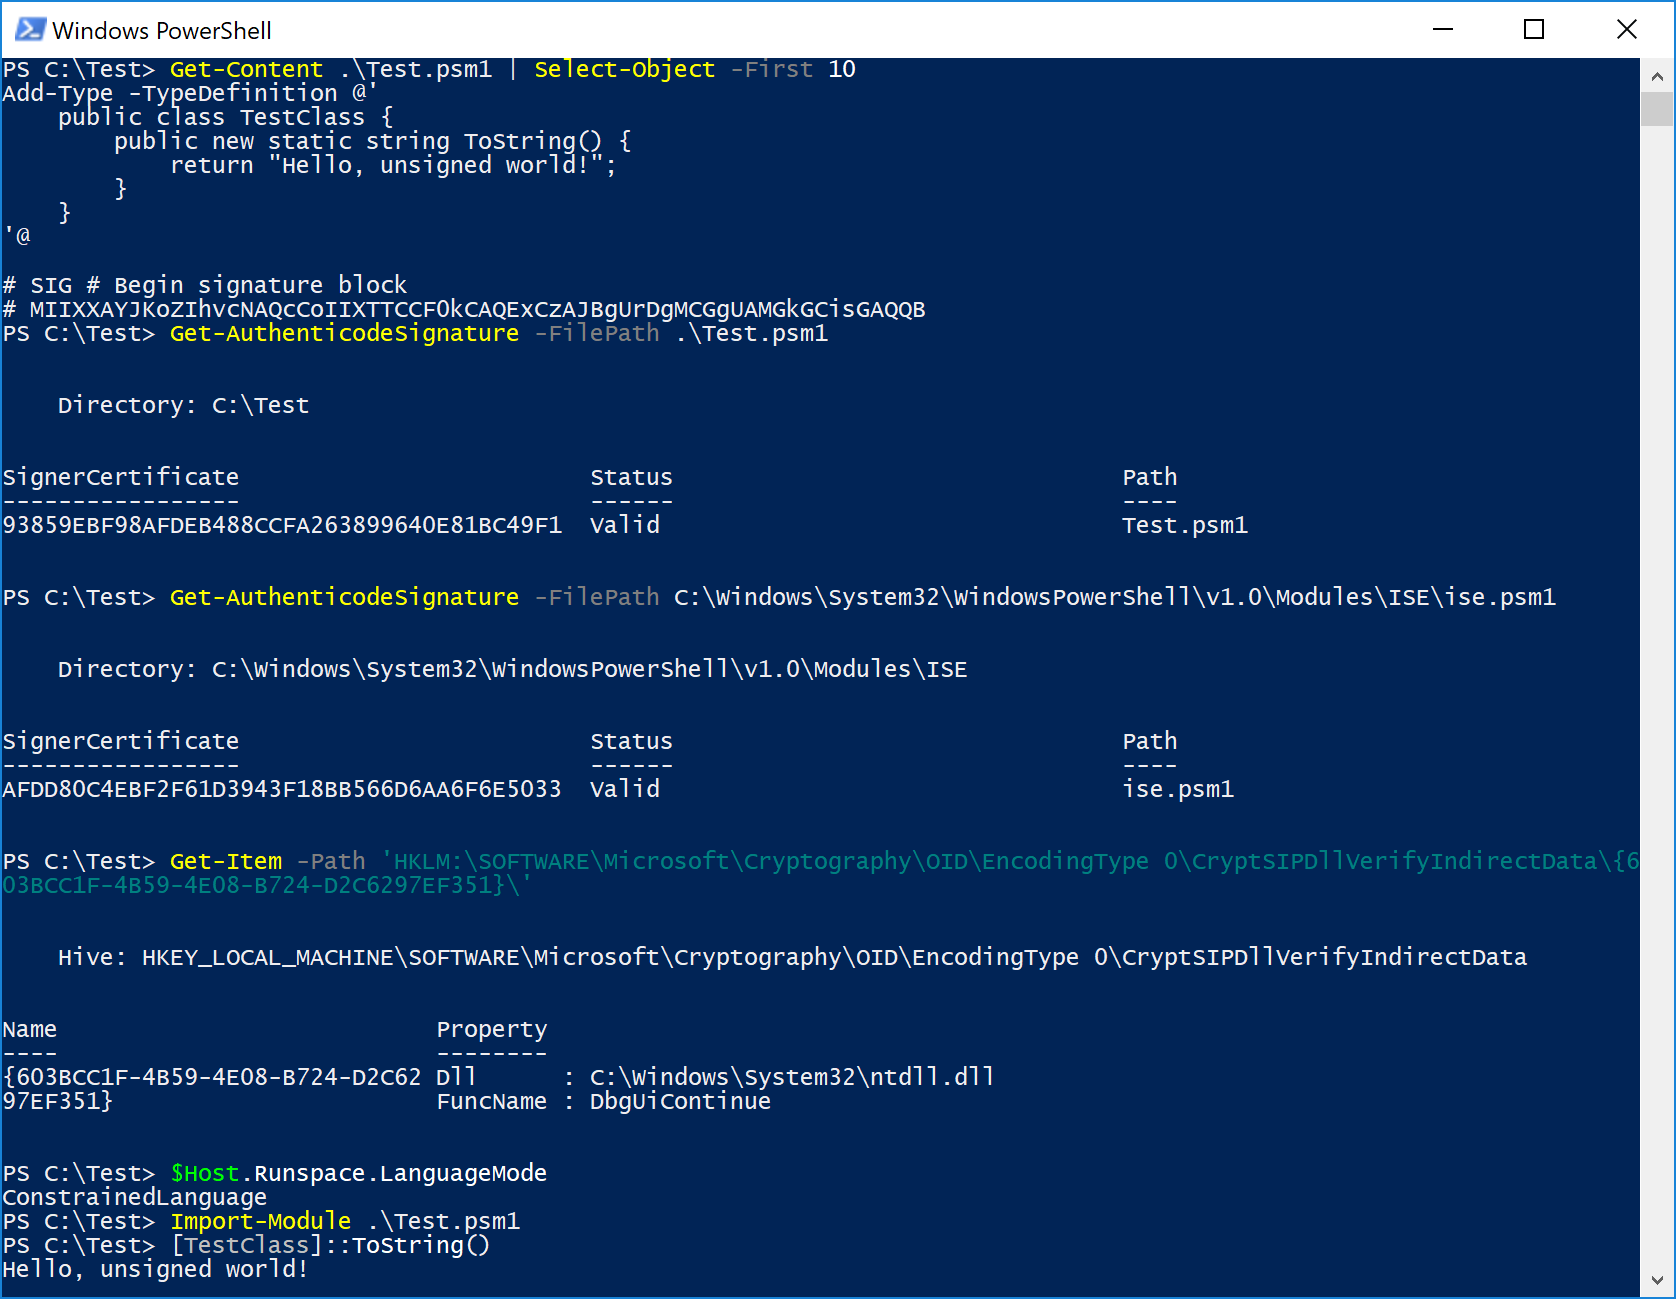 Windows PowerShell
PS C:\Test> Get-Content .\Test.psm1 | Select-Object -First 10
Add-Type -TypeDefinition @'
    public class TestClass {
        public new static string ToString() {
            return "Hello, unsigned world!";
        }
    }
'@

# SIG # Begin signature block
# MIIXXAYJKoZIhvcNAQcCoIIXTTCCF0kCAQExCzAJBgUrDgMCGgUAMGkGCisGAQQB
PS C:\Test> Get-AuthenticodeSignature -FilePath .\Test.psm1

    Directory: C:\Test

SignerCertificate                         Status                                Path
-----------------                         ------                                ----
93859EBF98AFDEB488CCFA263899640E81BC49F1  Valid                                 Test.psm1

PS C:\Test> Get-AuthenticodeSignature -FilePath C:\Windows\System32\WindowsPowerShell\v1.0\Modules\ISE\ise.psm1

    Directory: C:\Windows\System32\WindowsPowerShell\v1.0\Modules\ISE

SignerCertificate                         Status                                Path
-----------------                         ------                                ----
AFDD80C4EBF2F61D3943F18BB566D6AA6F6E5033  Valid                                 ise.psm1

PS C:\Test> Get-Item -Path 'HKLM:\SOFTWARE\Microsoft\Cryptography\OID\EncodingType 0\CryptSIPDllVerifyIndirectData\{6
03BCC1F-4B59-4E08-B724-D2C6297EF351}\'

    Hive: HKEY_LOCAL_MACHINE\SOFTWARE\Microsoft\Cryptography\OID\EncodingType 0\CryptSIPDllVerifyIndirectData

Name                           Property
----                           --------
{603BCC1F-4B59-4E08-B724-D2C62 Dll      : C:\Windows\System32\ntdll.dll
97EF351}                       FuncName : DbgUiContinue

PS C:\Test> $Host.Runspace.LanguageMode
ConstrainedLanguage
PS C:\Test> Import-Module .\Test.psm1
PS C:\Test> [TestClass]::ToString()
Hello, unsigned world!